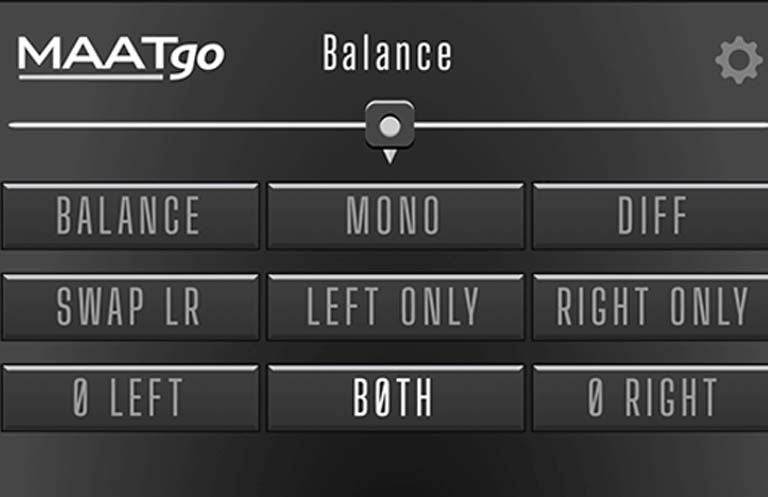 MAATgo Balance
BALANCE MONO DIFF
SWAP LR LEFT ONLY RIGHT ONLY
Ø LEFT BØTH Ø RIGHT